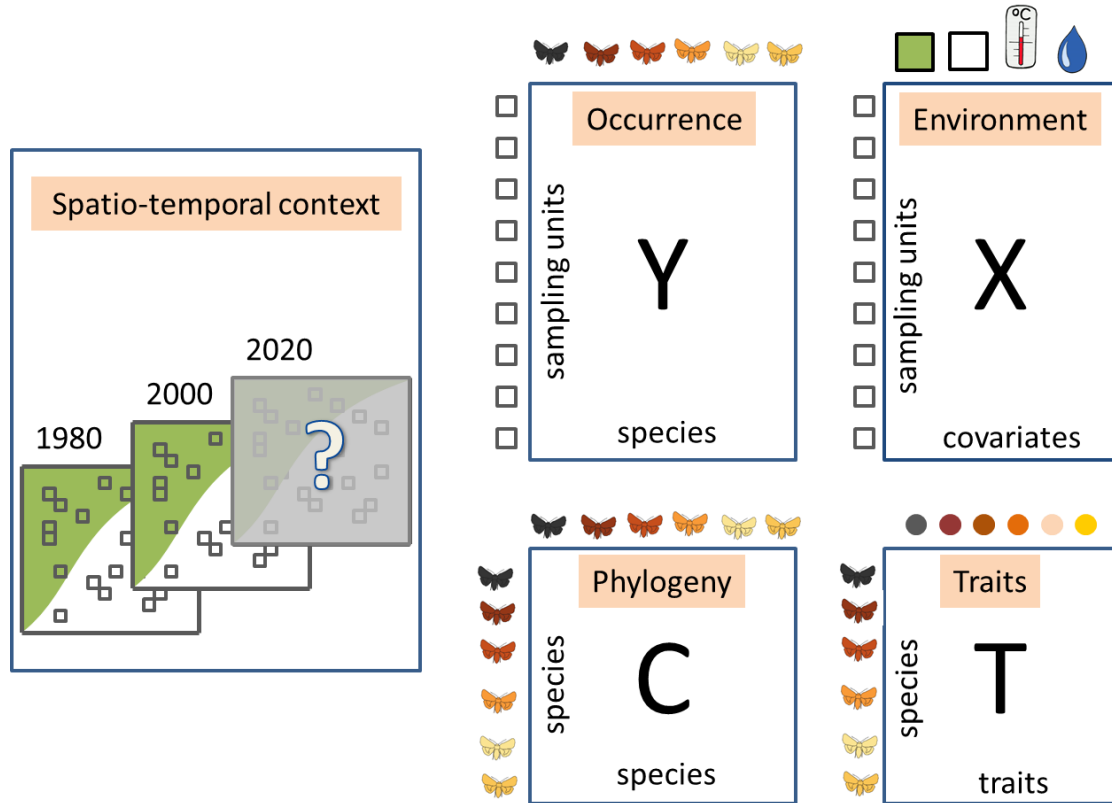 Spatio-temporal context
1980
2000
2020
?
Occurrence
Y
sampling units
species
°C
Environment
X
sampling units
covariates
Phylogeny
C
species
species
Traits
T
species
traits